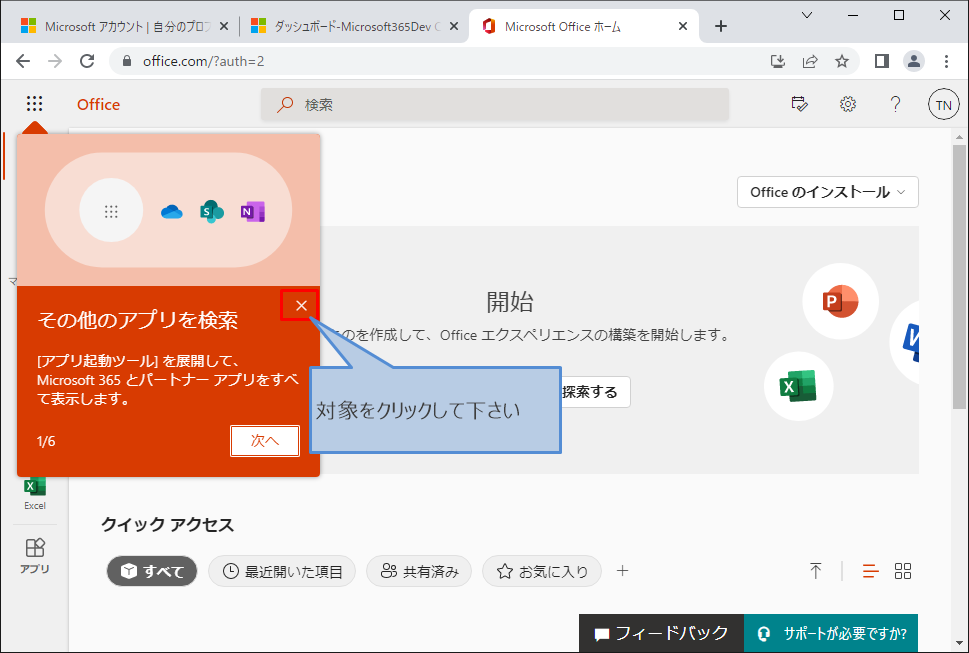 Microsoft アカウント | 自分のプロフ
ダッシュボード-Microsoft365Dev C
Microsoft Office ホーム
office.com/?auth=2
Office
検索
TN
Office のインストール
S
N
その他のアプリを検索
[アプリ起動ツール] を展開して、
Microsoft 365 とパートナー アプリをすべ
て表示します。
1/6
次へ
対象をクリックして下さい
開始
のを作成して、Office エクスペリエンスの構築を開始します。
探索する
P
W
X
マ
X
Excel
アプリ
クイック アクセス
すべて
最近開いた項目
共有済み
お気に入り
フィードバック
サポートが必要ですか?